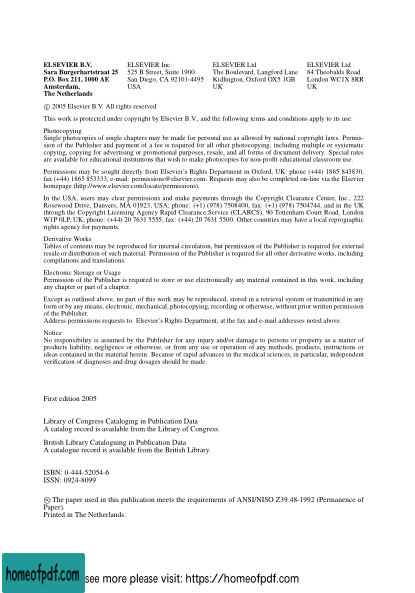 ELSEVIER B.V.
Sara Burgerhartstraat 25
P.O. Box 211, 1000 AE
Amsterdam,
The Netherlands
ELSEVIER Inc.
525 B Street, Suite 1900
San Diego, CA 92101-4495
USA
ELSEVIER Ltd
The Boulevard, Langford Lane
Kidlington, Oxford OX5 1GB
UK
ELSEVIER Ltd
84 Theobalds Road
London WC1X 8RR
UK
© 2005 Elsevier B.V. All rights reserved
This work is protected under copyright by Elsevier B.V., and the following terms and conditions apply to its use:
Photocopying
Single photocopies of single chapters may be made for personal use as allowed by national copyright laws. Permis-
sion of the Publisher and payment of a fee is required for all other photocopying, including multiple or systematic
copying, copying for advertising or promotional purposes, resale, and all forms of document delivery. Special rates
are available for educational institutions that wish to make photocopies for non-profit educational classroom use.
Permissions may be sought directly from Elsevier's Rights Department in Oxford, UK: phone (+44) 1865 843830,
fax (+44) 1865 853333, e-mail: permissions@elsevier.com. Requests may also be completed on-line via the Elsevier
homepage (http://www.elsevier.com/locate/permissions).
In the USA, users may clear permissions and make payments through the Copyright Clearance Center, Inc., 222
Rosewood Drive, Danvers, MA 01923, USA; phone: (+1) (978) 7508400, fax: (+1) (978) 7504744, and in the UK
through the Copyright Licensing Agency Rapid Clearance Service (CLARCS), 90 Tottenham Court Road, London
W1P 0LP, UK; phone: (+44) 20 7631 5555, fax: (+44) 20 7631 5500. Other countries may have a local reprographic
rights agency for payments.
Derivative Works
Tables of contents may be reproduced for internal circulation, but permission of the Publisher is required for external
resale or distribution of such material. Permission of the Publisher is required for all other derivative works, including
compilations and translations.
Electronic Storage or Usage
Permission of the Publisher is required to store or use electronically any material contained in this work, including
any chapter or part of a chapter.
Except as outlined above, no part of this work may be reproduced, stored in a retrieval system or transmitted in any
form or by any means, electronic, mechanical, photocopying, recording or otherwise, without prior written permission
of the Publisher.
Address permissions requests to: Elsevier's Rights Department, at the fax and e-mail addresses noted above.
Notice
No responsibility is assumed by the Publisher for any injury and/or damage to persons or property as a matter of
products liability, negligence or otherwise, or from any use or operation of any methods, products, instructions or
ideas contained in the material herein. Because of rapid advances in the medical sciences, in particular, independent
verification of diagnoses and drug dosages should be made.
First edition 2005
Library of Congress Cataloging in Publication Data
A catalog record is available from the Library of Congress.
British Library Cataloguing in Publication Data
A catalogue record is available from the British Library.
ISBN: 0-444-52054-6
ISSN: 0924-8099
♾ The paper used in this publication meets the requirements of ANSI/NISO Z39.48-1992 (Permanence of
Paper).
Printed in The Netherlands.
homeofpdf.com
see more please visit: https://homeofpdf.com